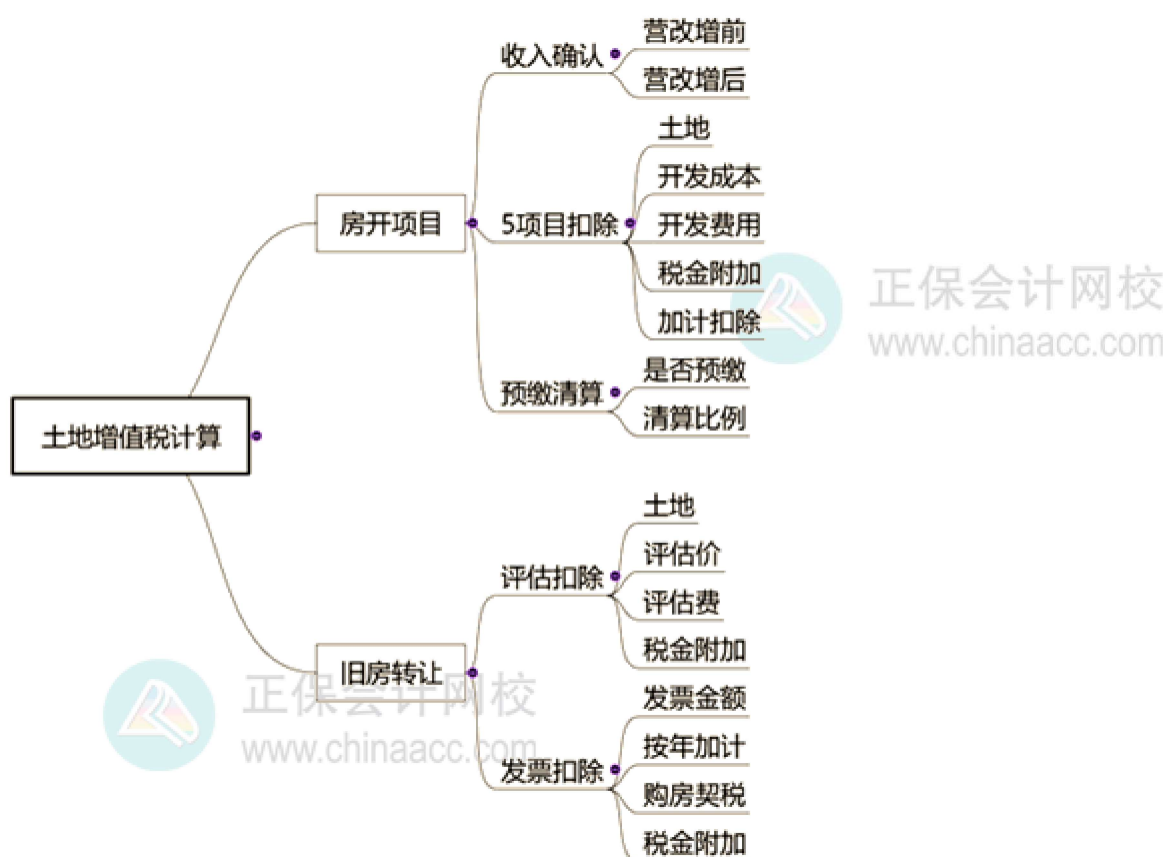 营改增前
收入确认
营改增后
土地
开发成本
房开项目
5项目扣除
开发费用
税金附加
加计扣除
正保会计网校
www.chinaacc.com
是否预缴
预缴清算
清算比例
土地增值税计算
土地
评估价
评估扣除
评估费
税金附加
旧房转让
正保会计网校
www.chinaacc.com
发票金额
按年加计
发票扣除
购房契税
税金附加